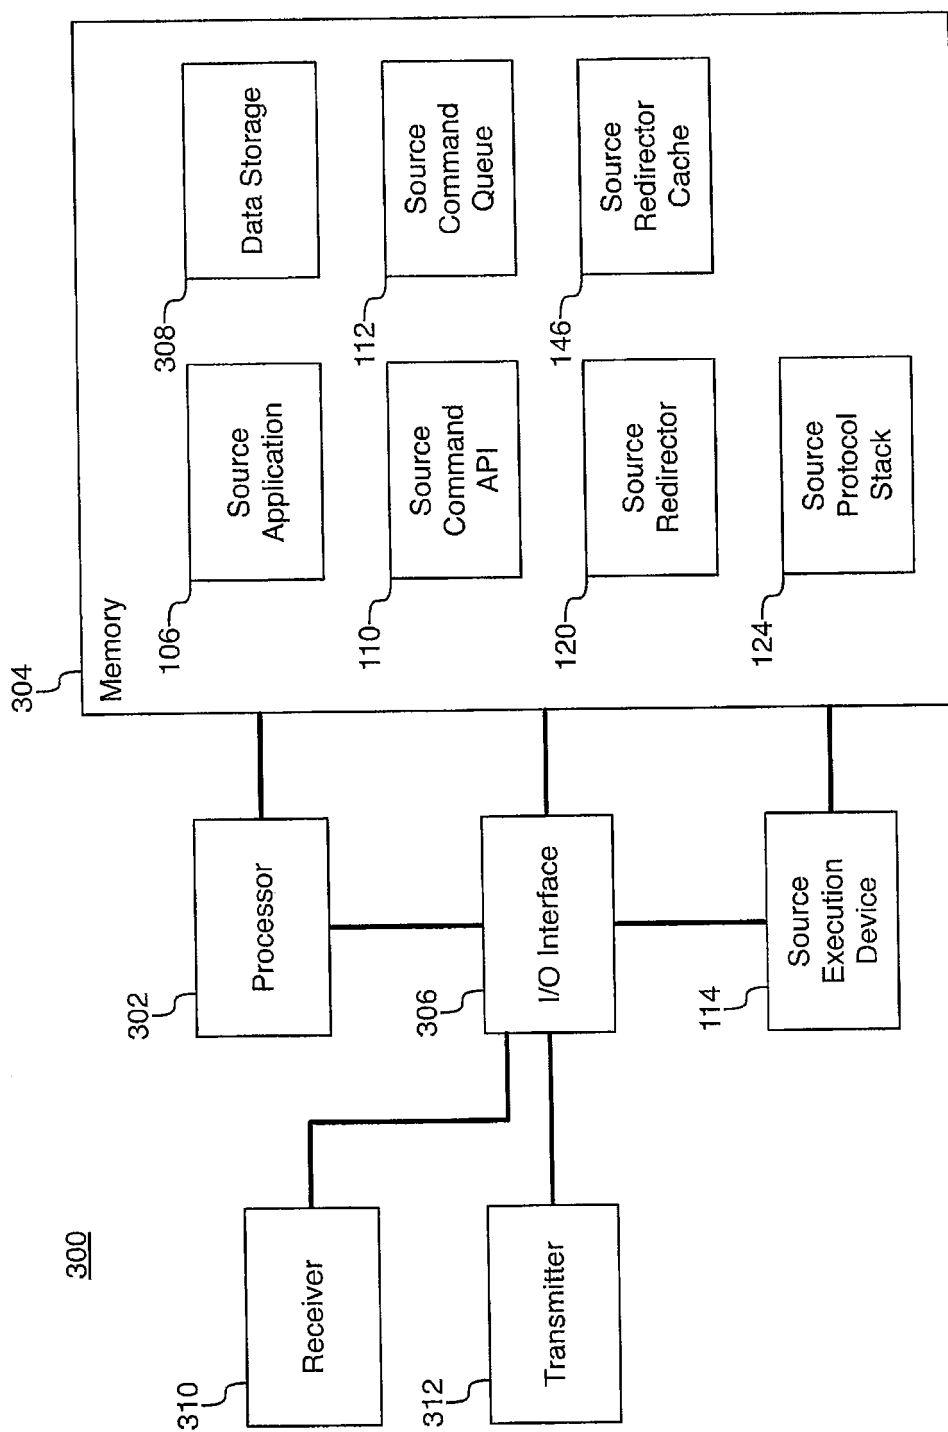 300
304
Memory
106
Source
Application
308
Data Storage
110
Source
Command
API
112
Source
Command
Queue
120
Source
Redirector
146
Source
Redirector
Cache
124
Source
Protocol
Stack
302
Processor
306
I/O Interface
114
Source
Execution
Device
310
Receiver
312
Transmitter